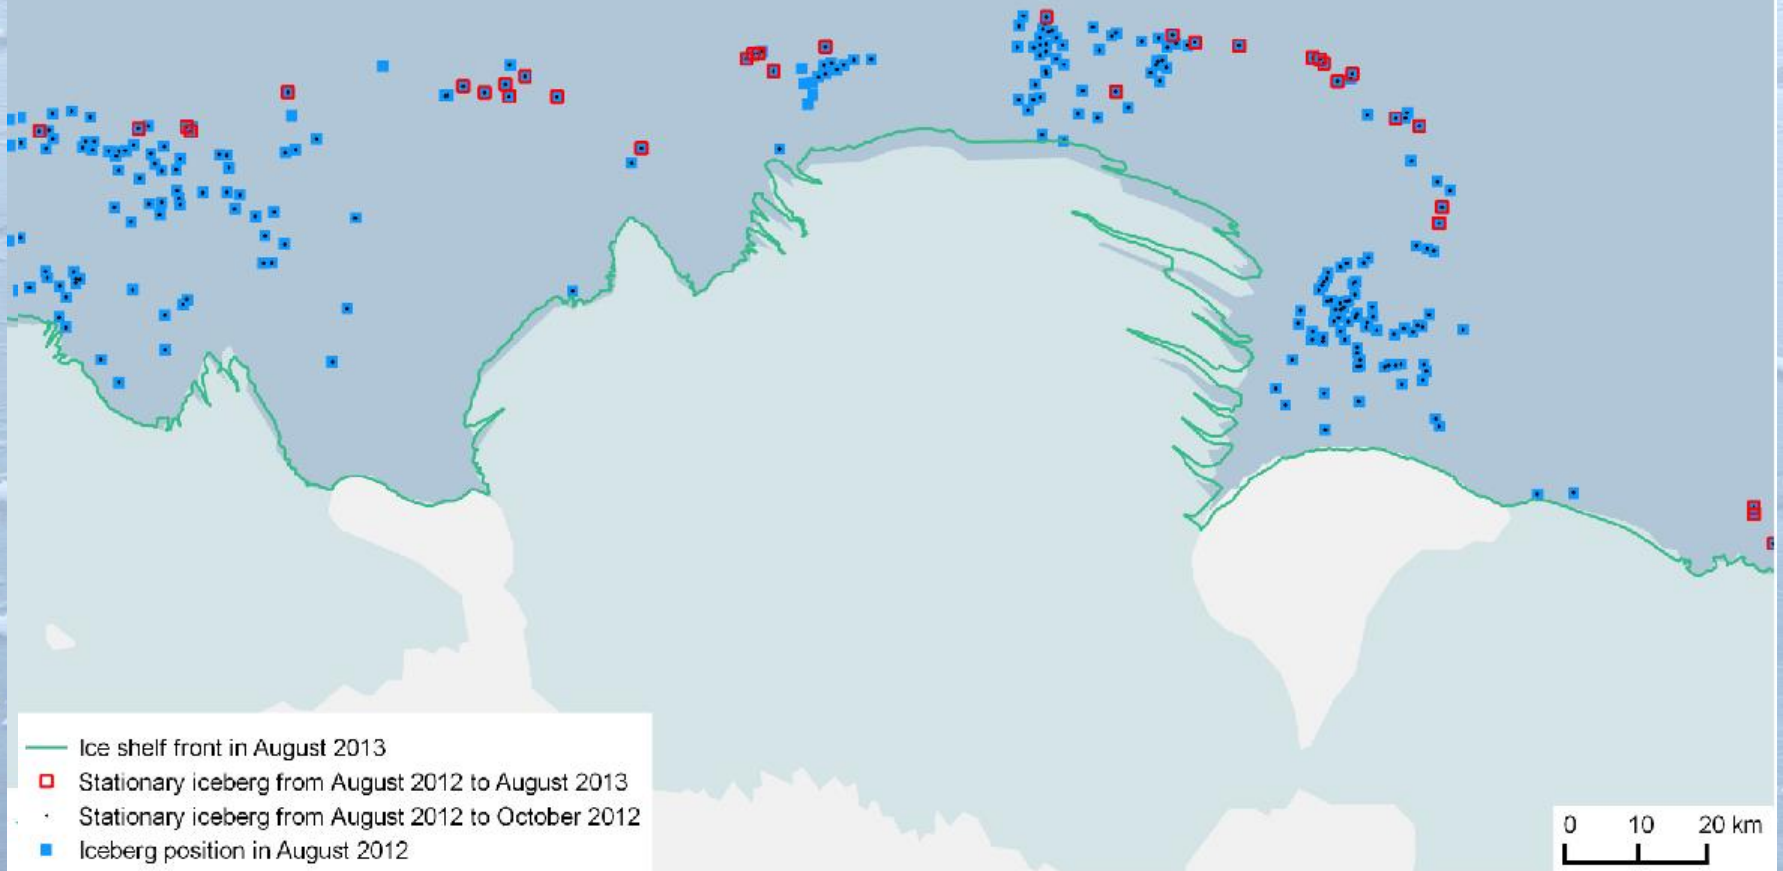 Ice shelf front in August 2013
Stationary iceberg from August 2012 to August 2013
Stationary iceberg from August 2012 to October 2012
Iceberg position in August 2012
0 10 20 km